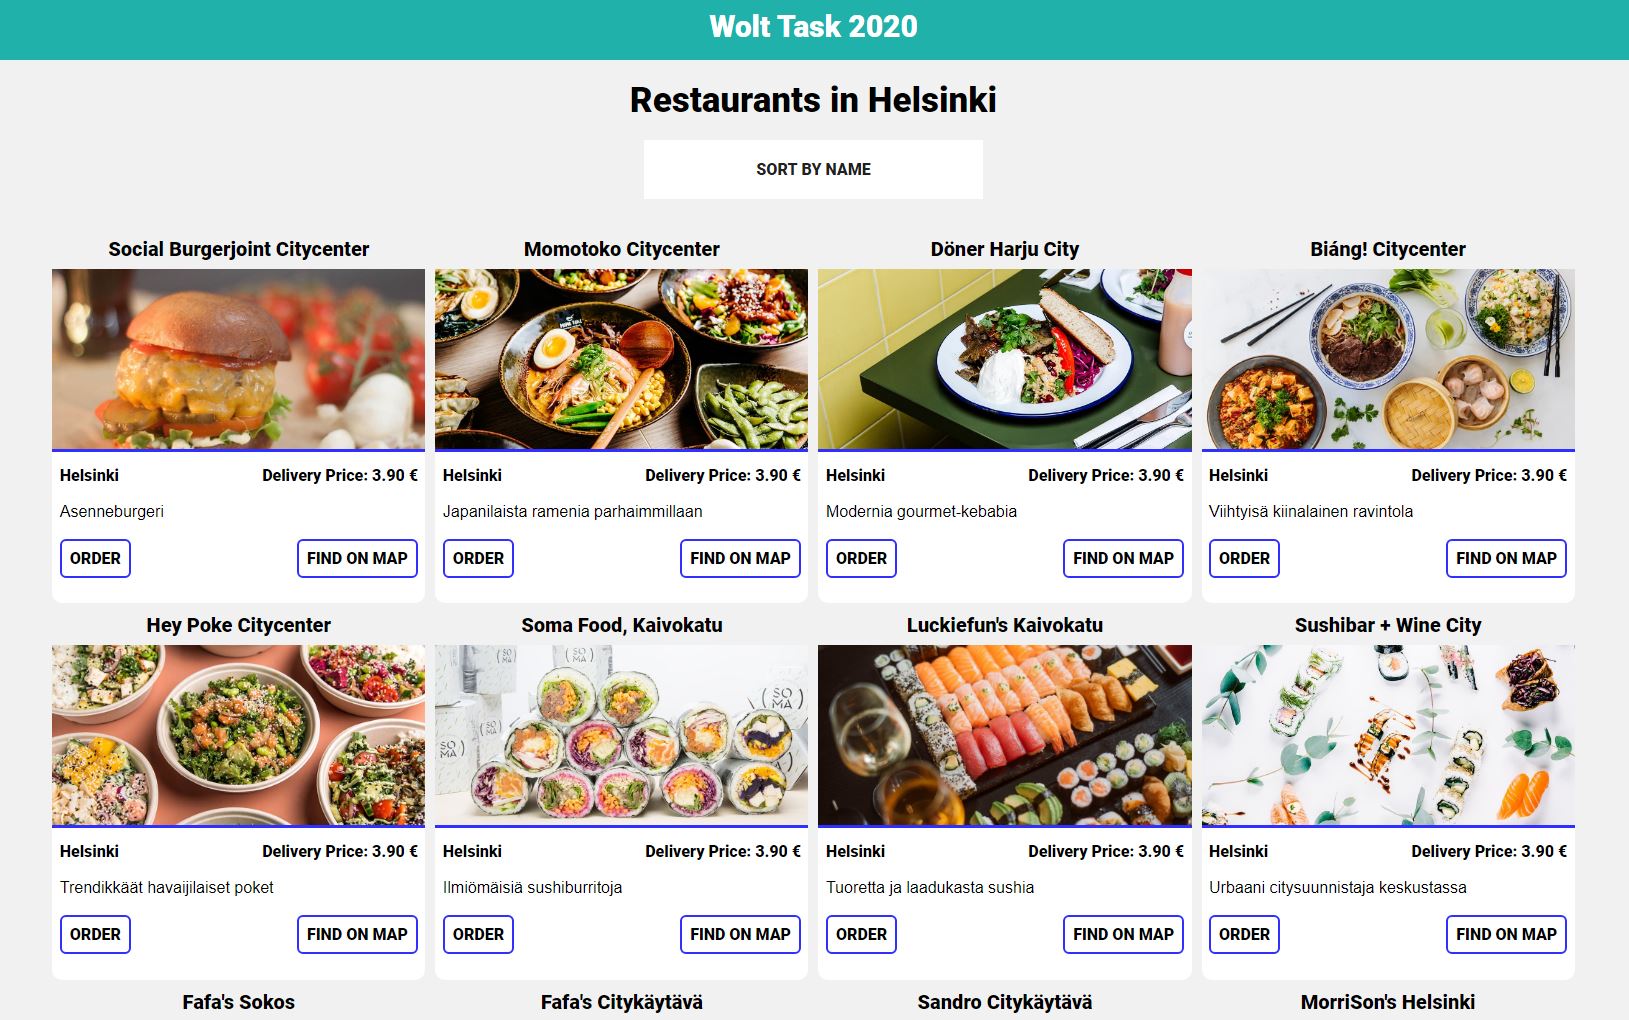 Wolt Task 2020
Restaurants in Helsinki
SORT BY NAME
Social Burgerjoint Citycenter
Momotoko Citycenter
Döner Harju City
Biáng! Citycenter
Helsinki Delivery Price: 3.90 €
Asenneburgeri
ORDER FIND ON MAP
Helsinki Delivery Price: 3.90 €
Japanilaista ramenia parhaimmillaan
ORDER FIND ON MAP
Helsinki Delivery Price: 3.90 €
Modernia gourmet-kebabia
ORDER FIND ON MAP
Helsinki Delivery Price: 3.90 €
Viihtyisä kiinalainen ravintola
ORDER FIND ON MAP
Hey Poke Citycenter
Soma Food, Kaivokatu
Luckiefun's Kaivokatu
Sushibar + Wine City
(SO
MA)
(SO
MA)
(SO
MA)
Helsinki Delivery Price: 3.90 €
Trendikkäät havaijilaiset poket
ORDER FIND ON MAP
Helsinki Delivery Price: 3.90 €
Ilmiömäisiä sushiburritoja
ORDER FIND ON MAP
Helsinki Delivery Price: 3.90 €
Tuoretta ja laadukasta sushia
ORDER FIND ON MAP
Helsinki Delivery Price: 3.90 €
Urbaani citysuunnistaja keskustassa
ORDER FIND ON MAP
Fafa's Sokos
Fafa's Citykäytävä
Sandro Citykäytävä
MorriSon's Helsinki